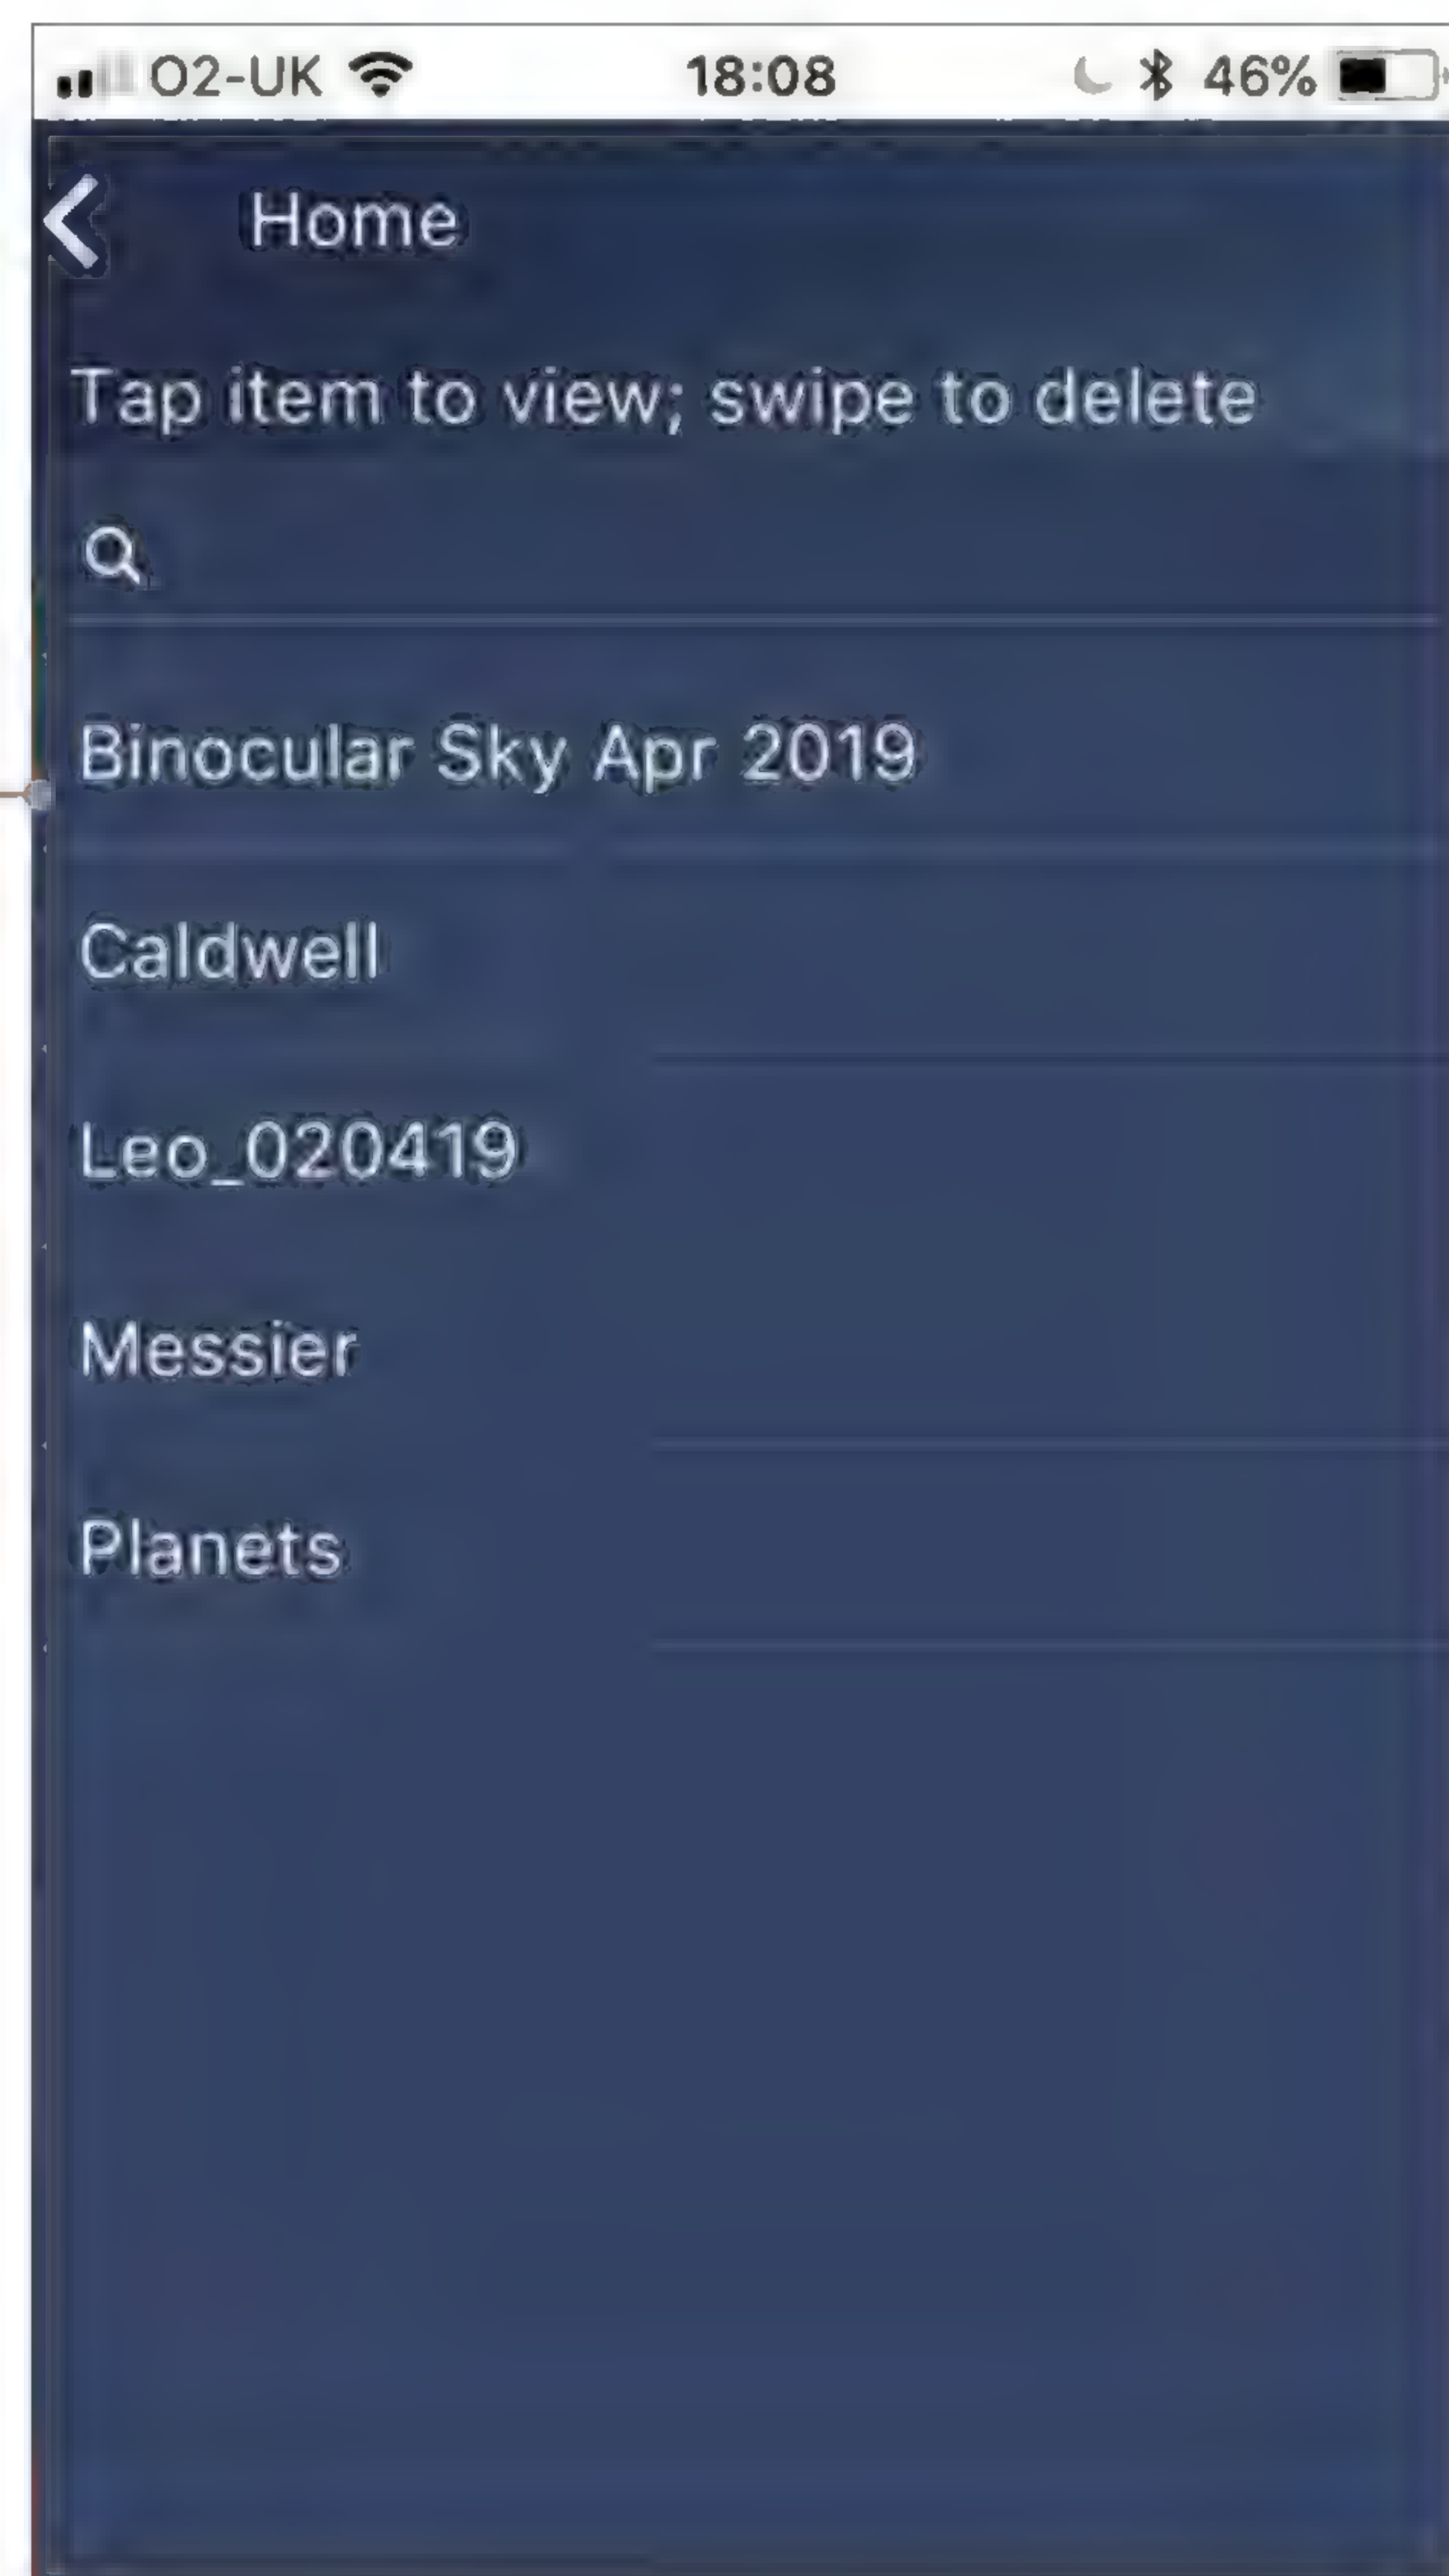 O2-UK 18:08 46%
Home
Tap item to view; swipe to delete
Binocular Sky Apr 2019
Caldwell
Leo_020419
Messier
Planets